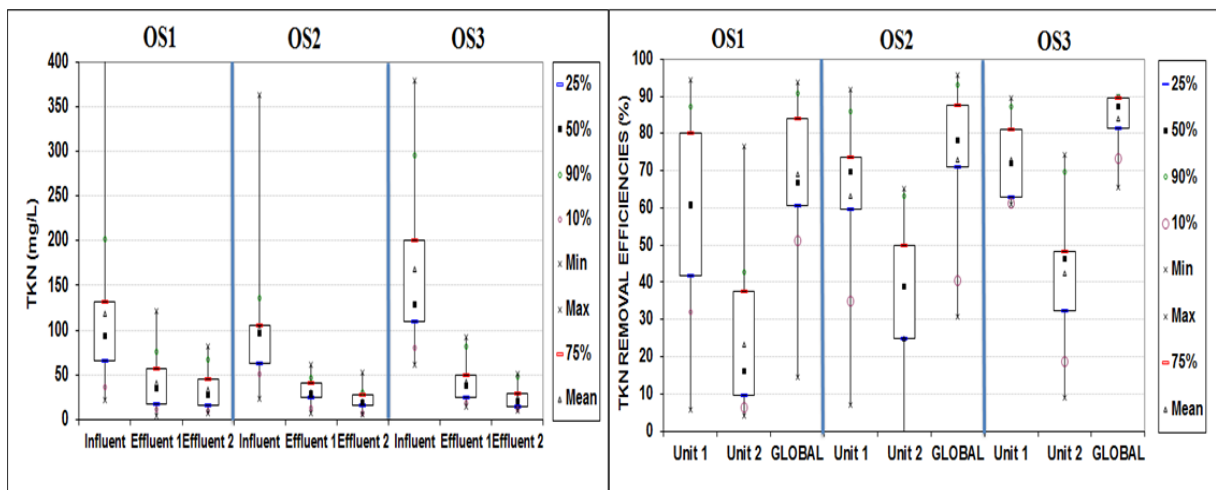 OS1 OS2 OS3
TKN (mg/L)
400
350
300
250
200
150
100
50
0
Influent Effluent 1 Effluent 2 Influent Effluent 1 Effluent 2 Influent Effluent 1 Effluent 2
25%
50%
90%
10%
Min
Max
75%
Mean
OS1 OS2 OS3
TKN REMOVAL EFFICIENCIES (%)
100
90
80
70
60
50
40
30
20
10
0
Unit 1 Unit 2 GLOBAL Unit 1 Unit 2 GLOBAL Unit 1 Unit 2 GLOBAL
25%
50%
90%
10%
Min
Max
75%
Mean